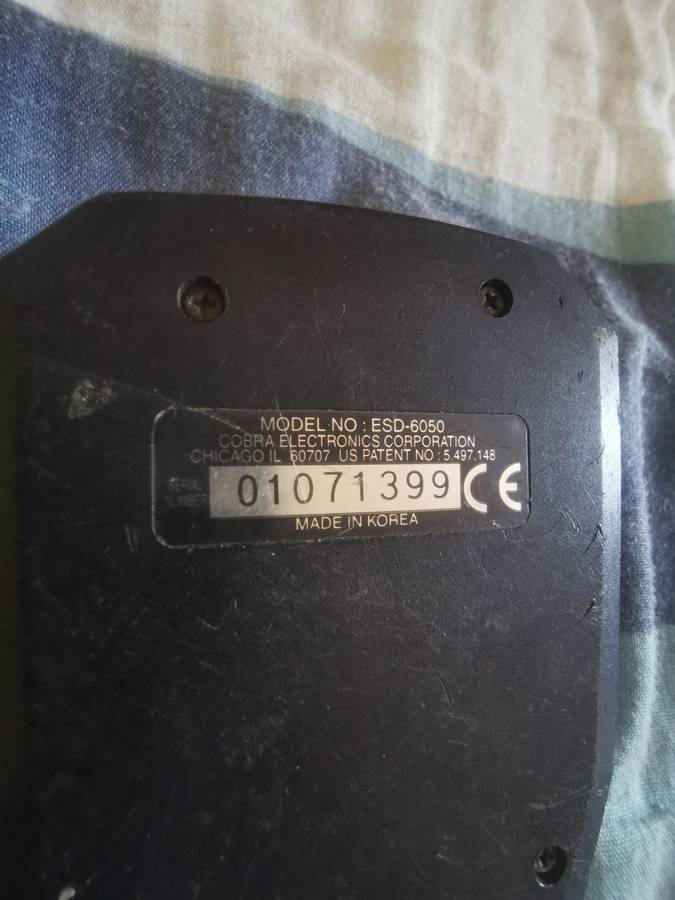 MODEL NO : ESD-6050
COBRA ELECTRONICS CORPORATION
CHICAGO IL 60707 US PATENT NO : 5.497.148
SERIAL
NUMBER
01071399
CE
MADE IN KOREA